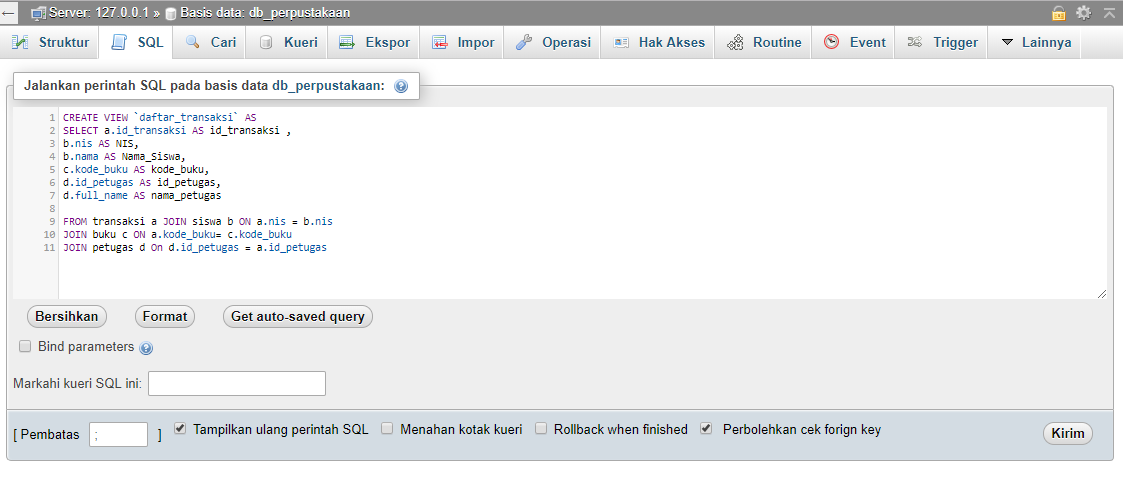 Server: 127.0.0.1 » Basis data: db_perpustakaan
Struktur SQL Cari Kueri Ekspor Impor Operasi Hak Akses Routine Event Trigger Lainnya
Jalankan perintah SQL pada basis data db_perpustakaan:
1 CREATE VIEW `daftar_transaksi` AS
2 SELECT a.id_transaksi AS id_transaksi ,
3 b.nis AS NIS,
4 b.nama AS Nama_Siswa,
5 c.kode_buku AS kode_buku,
6 d.id_petugas As id_petugas,
7 d.full_name AS nama_petugas
8
9 FROM transaksi a JOIN siswa b ON a.nis = b.nis
10 JOIN buku c ON a.kode_buku= c.kode_buku
11 JOIN petugas d On d.id_petugas = a.id_petugas
Bersihkan Format Get auto-saved query
Bind parameters
Markahi kueri SQL ini:
[ Pembatas ; ] Tampilkan ulang perintah SQL Menahan kotak kueri Rollback when finished Perbolehkan cek forign key Kirim